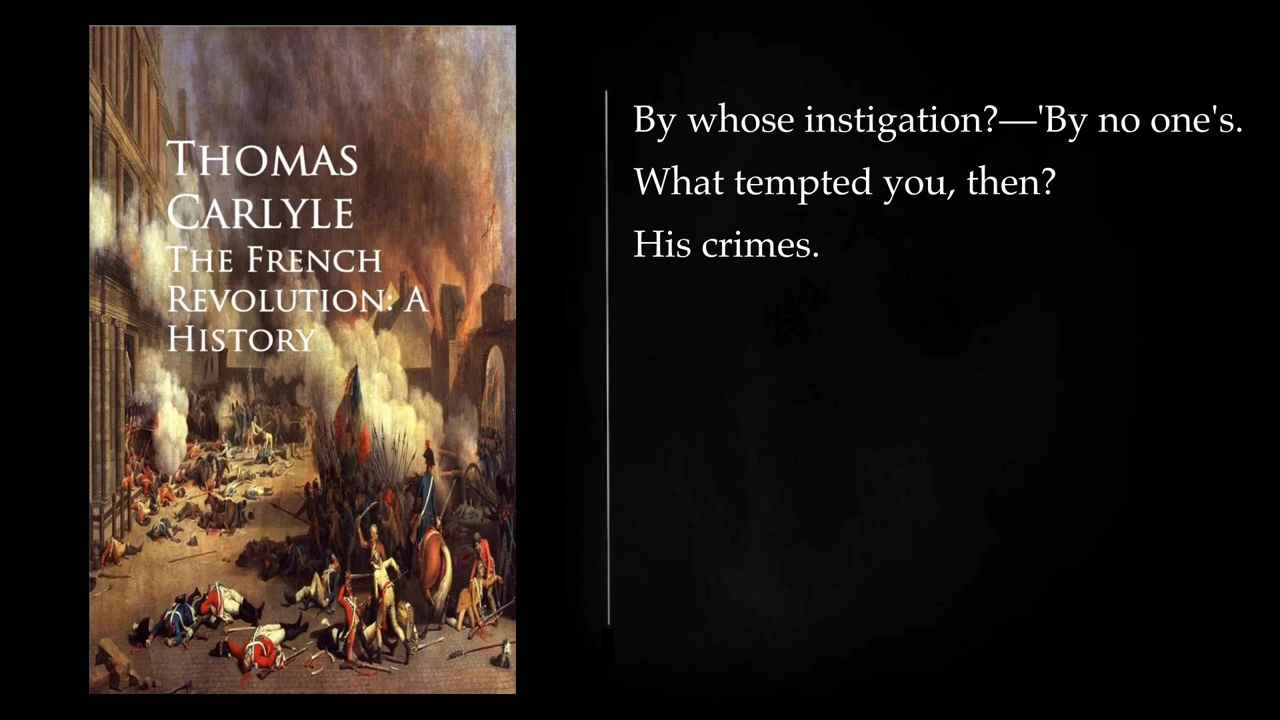 THOMAS
CARLYLE
THE FRENCH
REVOLUTION: A
HISTORY
By whose instigation?—'By no one's.
What tempted you, then?
His crimes.